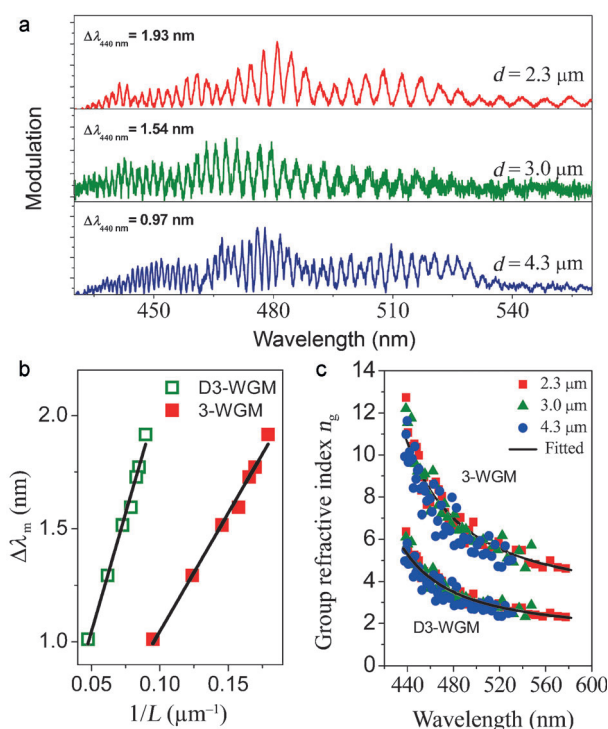 a
Δλ440 nm = 1.93 nm
d = 2.3 μm
Δλ440 nm = 1.54 nm
d = 3.0 μm
Δλ440 nm = 0.97 nm
d = 4.3 μm
Modulation
450 480 510 540
Wavelength (nm)
b
D3-WGM
3-WGM
2.0
1.5
1.0
Δλm (nm)
0.05 0.10 0.15
1/L (μm⁻¹)
c
2.3 μm
3.0 μm
4.3 μm
Fitted
3-WGM
D3-WGM
14
12
10
8
6
4
2
0
Group refractive index ng
440 480 520 560 600
Wavelength (nm)